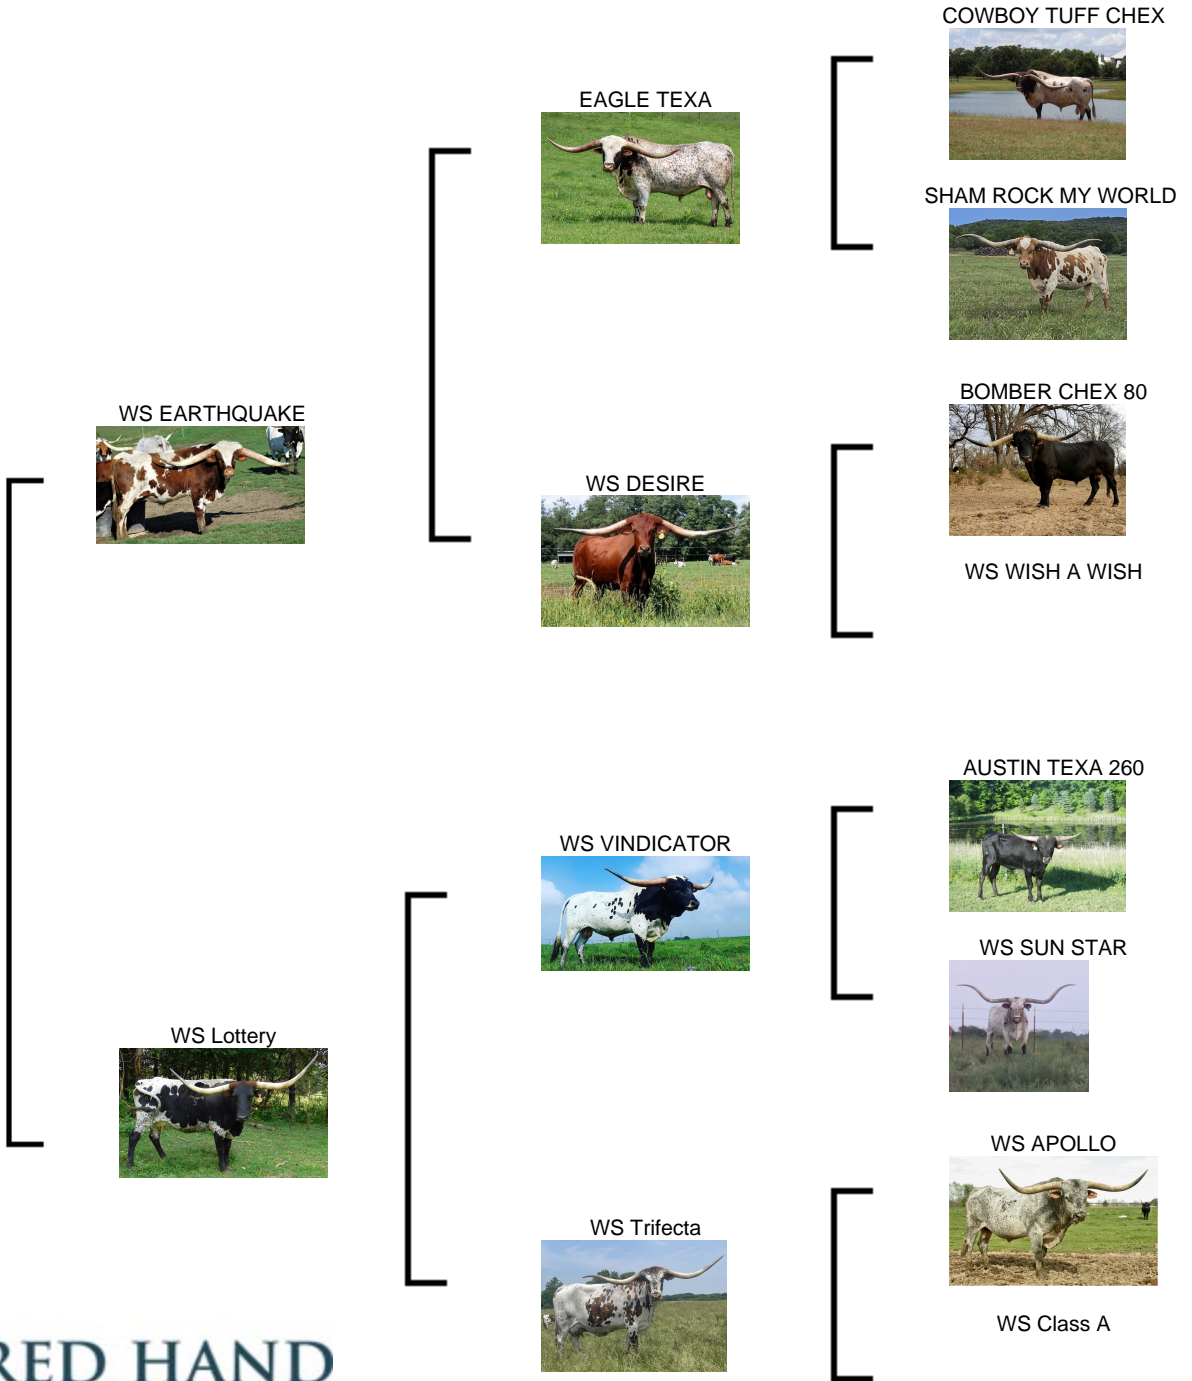 COWBOY TUFF CHEX
EAGLE TEXA
SHAM ROCK MY WORLD
BOMBER CHEX 80
WS EARTHQUAKE
WS DESIRE
WS WISH A WISH
AUSTIN TEXA 260
WS VINDICATOR
WS SUN STAR
WS Lottery
WS APOLLO
WS Trifecta
WS Class A
RED HAND